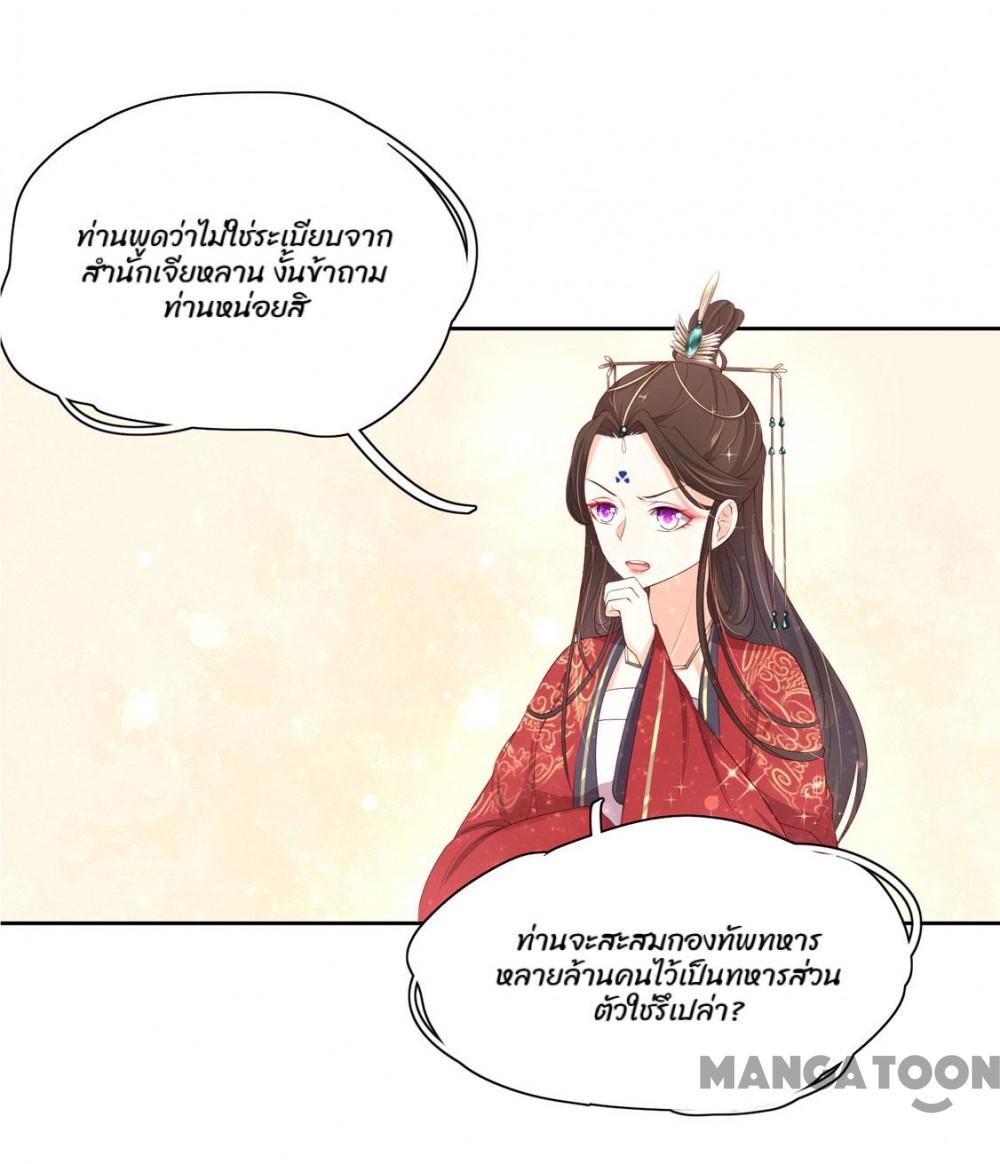 ท่านพูดว่าไม่ใช่ระเบียบจาก
สำนักเจียหลาน งั้นข้าถาม
ท่านหน่อยสิ
ท่านจะสะสมกองทัพทหาร
หลายล้านคนไว้เป็นทหารส่วน
ตัวใช่รึเปล่า?
MANGATOON